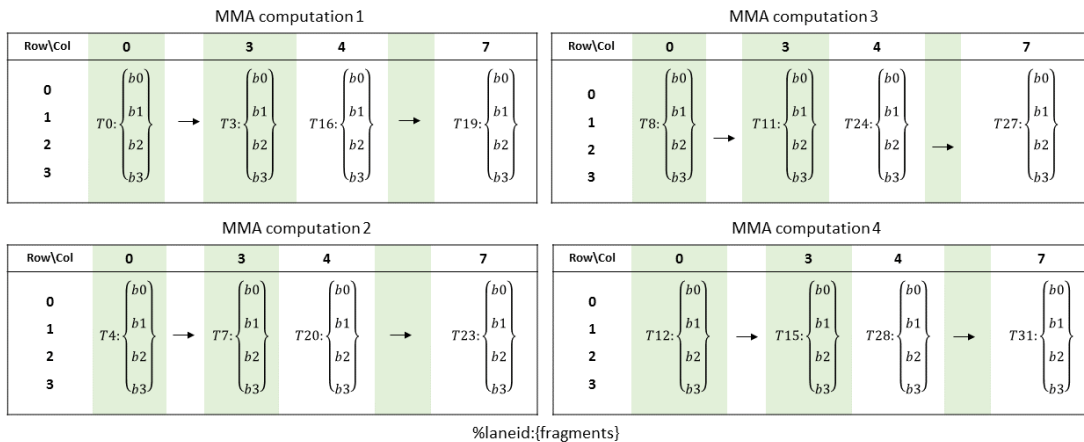 MMA computation 1
Row\Col 0 3 4 7
0
1
2
3
T0: {b0 b1 b2 b3} → T3: {b0 b1 b2 b3} T16: {b0 b1 b2 b3} → T19: {b0 b1 b2 b3}
MMA computation 3
Row\Col 0 3 4 7
0
1
2
3
T8: {b0 b1 b2 b3} → T11: {b0 b1 b2 b3} T24: {b0 b1 b2 b3} → T27: {b0 b1 b2 b3}
MMA computation 2
Row\Col 0 3 4 7
0
1
2
3
T4: {b0 b1 b2 b3} → T7: {b0 b1 b2 b3} T20: {b0 b1 b2 b3} → T23: {b0 b1 b2 b3}
MMA computation 4
Row\Col 0 3 4 7
0
1
2
3
T12: {b0 b1 b2 b3} → T15: {b0 b1 b2 b3} T28: {b0 b1 b2 b3} → T31: {b0 b1 b2 b3}
%laneid:{fragments}